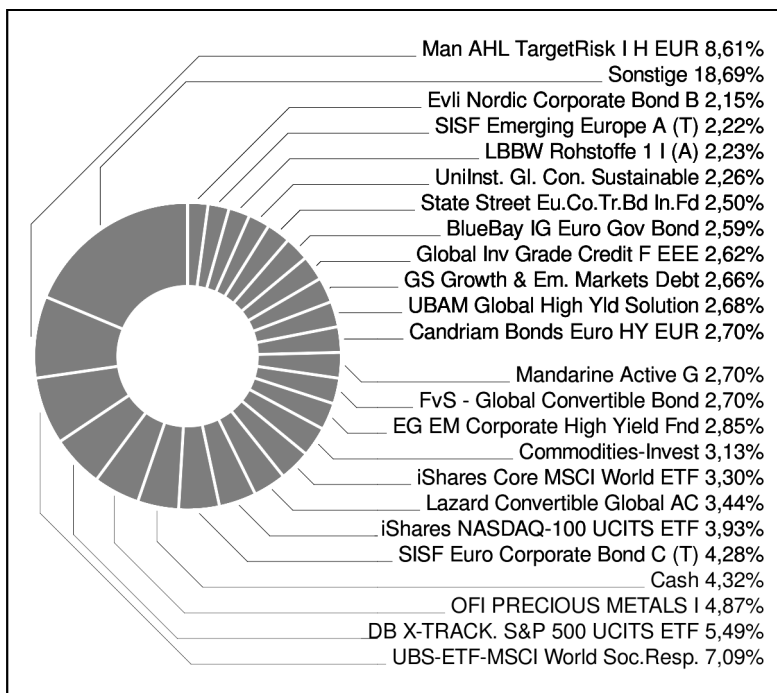 Man AHL TargetRisk I H EUR 8,61%
Sonstige 18,69%
Evli Nordic Corporate Bond B 2,15%
SISF Emerging Europe A (T) 2,22%
LBBW Rohstoffe 1 I (A) 2,23%
UniInst. Gl. Con. Sustainable 2,26%
State Street Eu.Co.Tr.Bd In.Fd 2,50%
BlueBay IG Euro Gov Bond 2,59%
Global Inv Grade Credit F EEE 2,62%
GS Growth & Em. Markets Debt 2,66%
UBAM Global High Yld Solution 2,68%
Candriam Bonds Euro HY EUR 2,70%
Mandarine Active G 2,70%
FvS - Global Convertible Bond 2,70%
EG EM Corporate High Yield Fnd 2,85%
Commodities-Invest 3,13%
iShares Core MSCI World ETF 3,30%
Lazard Convertible Global AC 3,44%
iShares NASDAQ-100 UCITS ETF 3,93%
SISF Euro Corporate Bond C (T) 4,28%
Cash 4,32%
OFI PRECIOUS METALS I 4,87%
DB X-TRACK. S&P 500 UCITS ETF 5,49%
UBS-ETF-MSCI World Soc.Resp. 7,09%